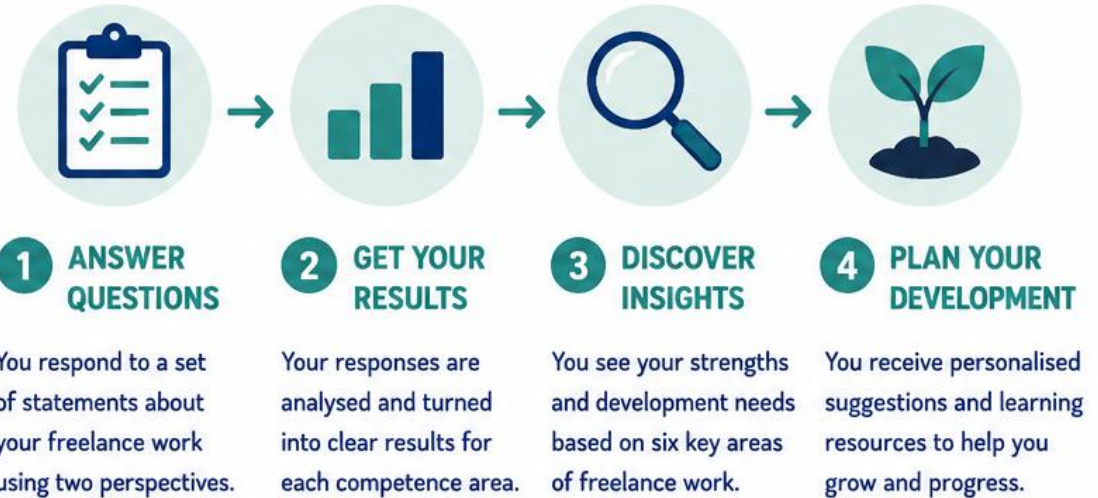 1 ANSWER
QUESTIONS
You respond to a set
of statements about
your freelance work
using two perspectives.
2 GET YOUR
RESULTS
Your responses are
analysed and turned
into clear results for
each competence area.
3 DISCOVER
INSIGHTS
You see your strengths
and development needs
based on six key areas
of freelance work.
4 PLAN YOUR
DEVELOPMENT
You receive personalised
suggestions and learning
resources to help you
grow and progress.